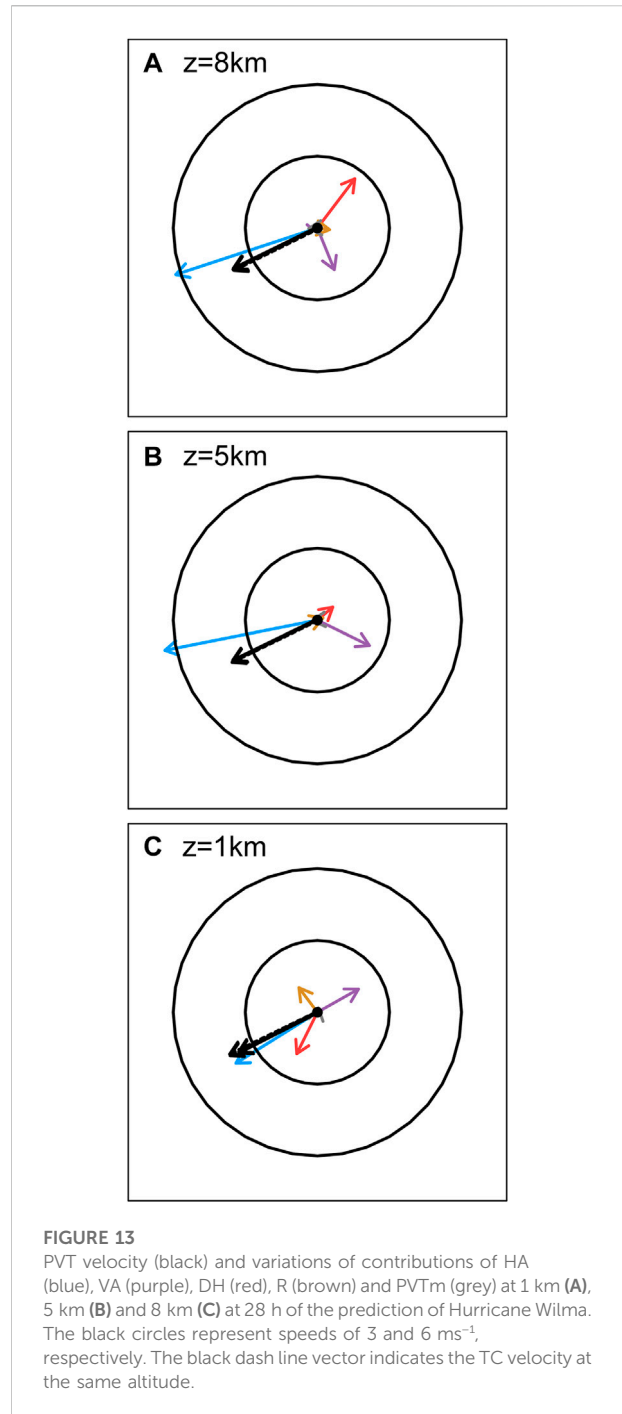 A z=8km
B z=5km
C z=1km
FIGURE 13
PVT velocity (black) and variations of contributions of HA
(blue), VA (purple), DH (red), R (brown) and PVTm (grey) at 1 km (A),
5 km (B) and 8 km (C) at 28 h of the prediction of Hurricane Wilma.
The black circles represent speeds of 3 and 6 ms⁻¹,
respectively. The black dash line vector indicates the TC velocity at
the same altitude.